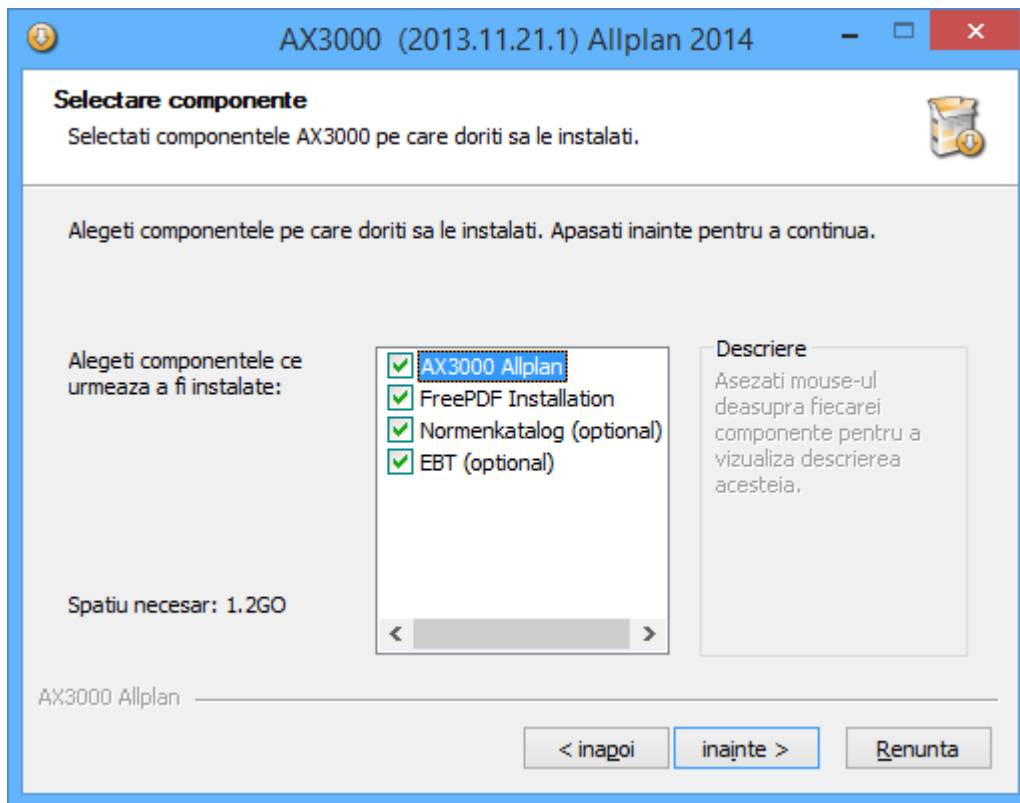 AX3000 (2013.11.21.1) Allplan 2014
Selectare componente
Selectati componentele AX3000 pe care doriti sa le instalati.
Alegeti componentele pe care doriti sa le instalati. Apasati inainte pentru a continua.
Alegeti componentele ce
urmeaza a fi instalate:
AX3000 Allplan
FreePDF Installation
Normenkatalog (optional)
EBT (optional)
Descriere
Asezati mouse-ul
deasupra fiecarei
componente pentru a
vizualiza descrierea
acesteia.
Spatiu necesar: 1.2GO
AX3000 Allplan
< inapoi
inainte >
Renunta